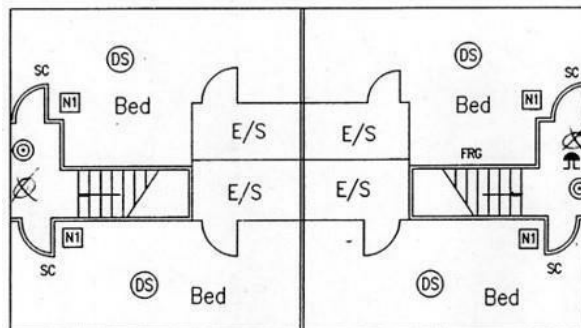 DS DS
SC SC
N1 Bed Bed N1
E/S E/S
FRG
E/S E/S
N1 N1
SC SC
DS Bed DS Bed